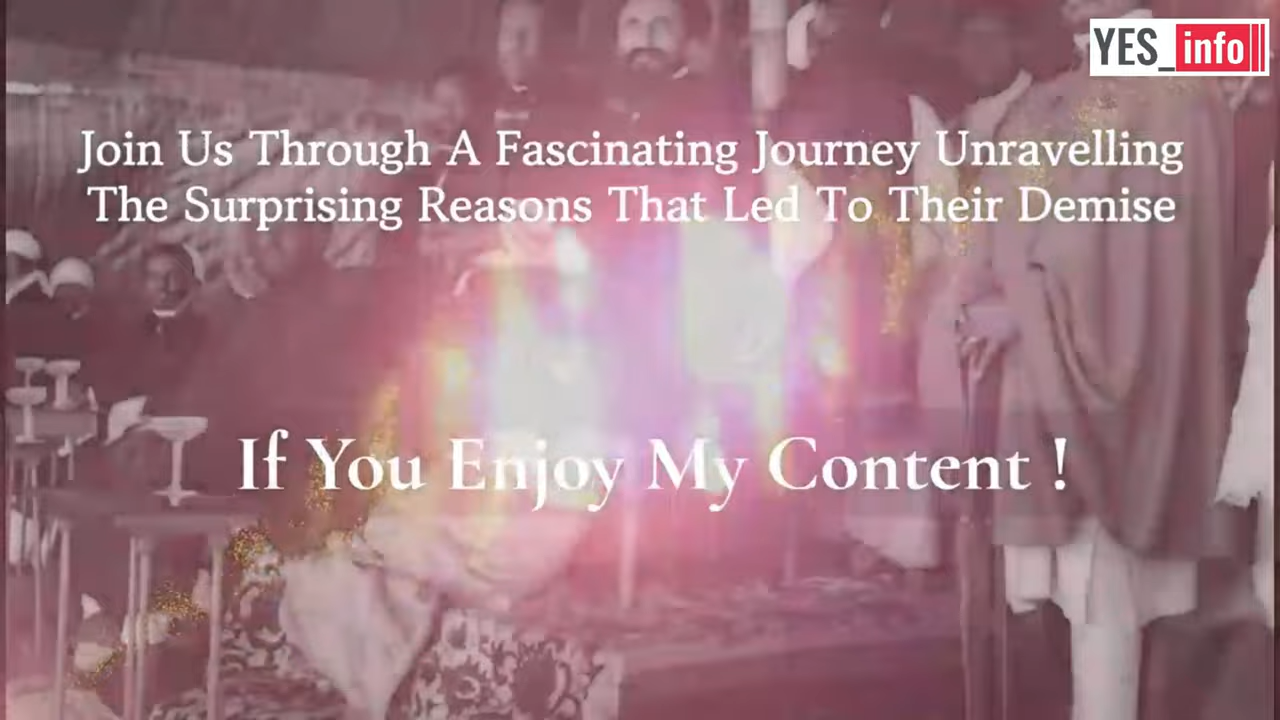 YES_info
Join Us Through A Fascinating Journey Unravelling
The Surprising Reasons That Led To Their Demise
If You Enjoy My Content !